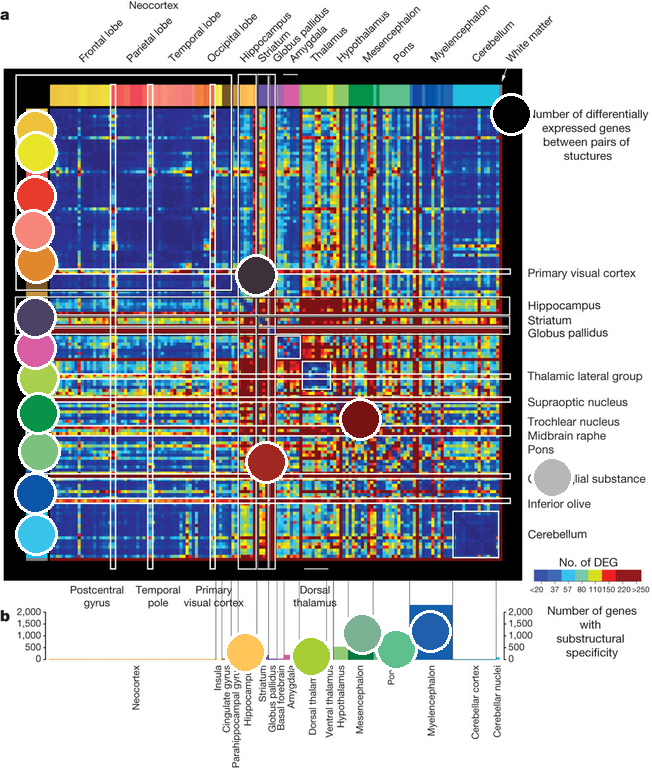 a
Neocortex
Frontal lobe
Parietal lobe
Temporal lobe
Occipital lobe
Hippocampus
Striatum
Globus pallidus
Amygdala
Thalamus
Hypothalamus
Mesencephalon
Pons
Myelencephalon
Cerebellum
White matter
Number of differentially
expressed genes
between pairs of
stuctures
Primary visual cortex
Hippocampus
Striatum
Globus pallidus
Thalamic lateral group
Supraoptic nucleus
Trochlear nucleus
Midbrain raphe
Pons
substance
Inferior olive
Cerebellum
No. of DEG
<20 37 57 80 110 150 220 >250
Postcentral
gyrus
Temporal
pole
Primary
visual cortex
Dorsal
thalamus
b
2,000
1,500
1,000
500
0
2,000
1,500
1,000
500
0
Number of genes
with
substructural
specificity
Neocortex
Insula
Cingulate gyrus
Parahippocampal gyrus
Striatum
Globus pallidus
Basal forebrain
Amygdala
Dorsal
Ventral thalamus
Hypothalamus
Mesencephalon
Myelencephalon
Cerebellar cortex
Cerebellar nuclei